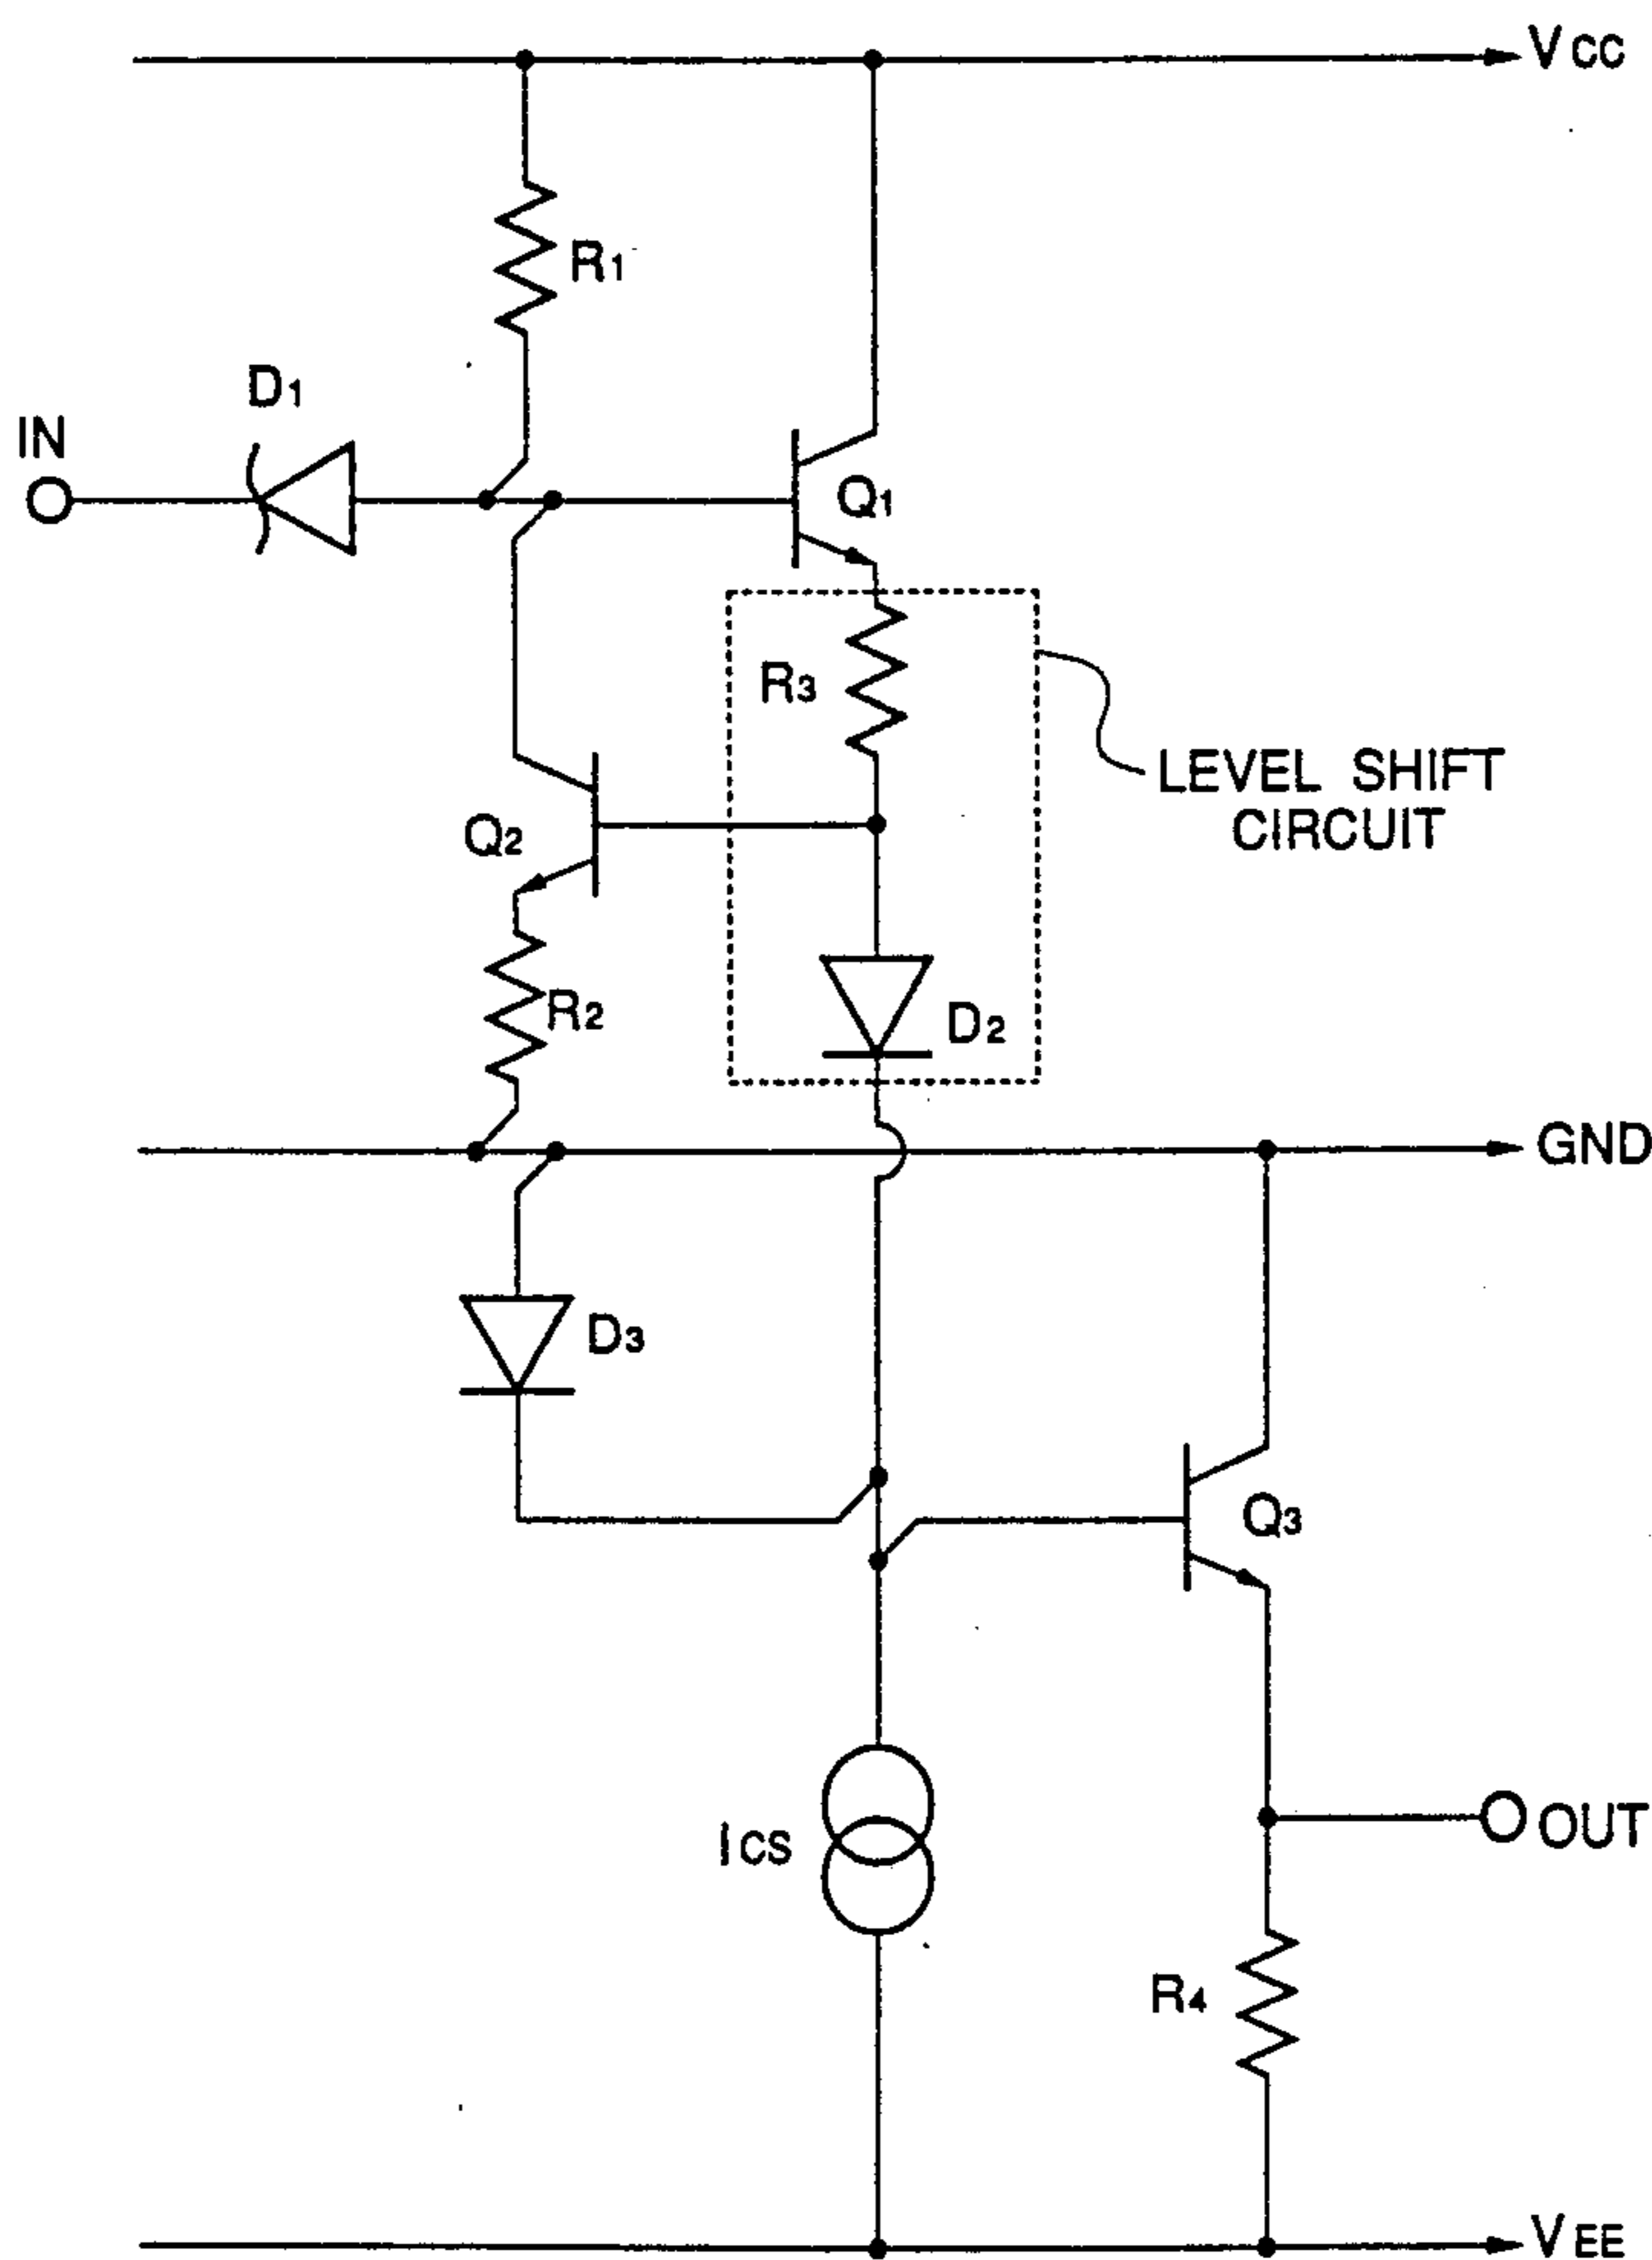 VCC
R1
D1
IN
Q1
R3
LEVEL SHIFT
CIRCUIT
Q2
R2
D2
GND
D3
Q3
ICS
OUT
R4
VEE